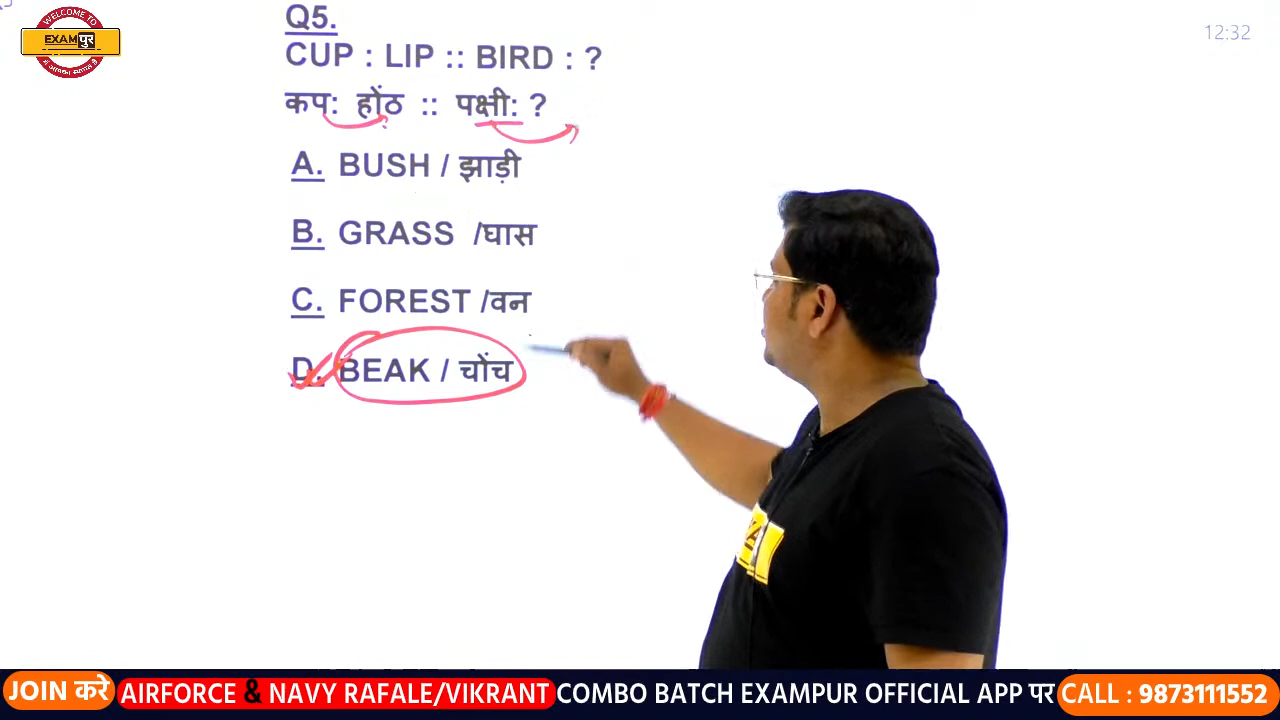 WELCOME TO
EXAMपुर
12:32
Q5.
CUP : LIP :: BIRD : ?
कप: होंठ :: पक्षी: ?
A. BUSH / झाड़ी
B. GRASS /घास
C. FOREST /वन
D. BEAK / चोंच
JOIN करे AIRFORCE & NAVY RAFALE/VIKRANT COMBO BATCH EXAMPUR OFFICIAL APP पर CALL : 9873111552